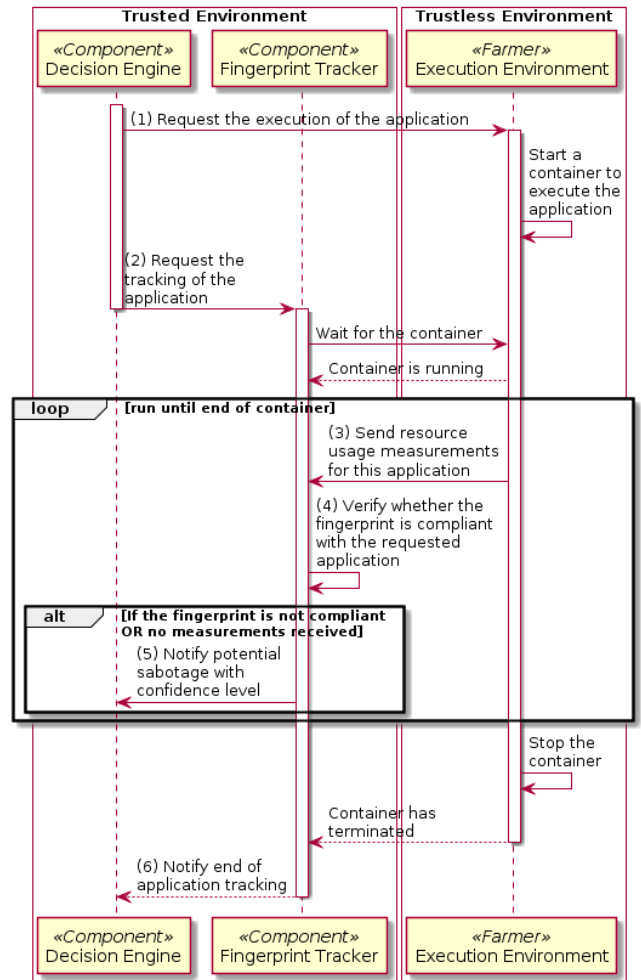 Trusted Environment
Trustless Environment
«Component»
Decision Engine
«Component»
Fingerprint Tracker
«Farmer»
Execution Environment
(1) Request the execution of the application
Start a
container to
execute the
application
(2) Request the
tracking of the
application
Wait for the container
Container is running
loop
[run until end of container]
(3) Send resource
usage measurements
for this application
(4) Verify whether the
fingerprint is compliant
with the requested
application
alt
[If the fingerprint is not compliant
OR no measurements received]
(5) Notify potential
sabotage with
confidence level
Stop the
container
Container has
terminated
(6) Notify end of
application tracking
«Component»
Decision Engine
«Component»
Fingerprint Tracker
«Farmer»
Execution Environment